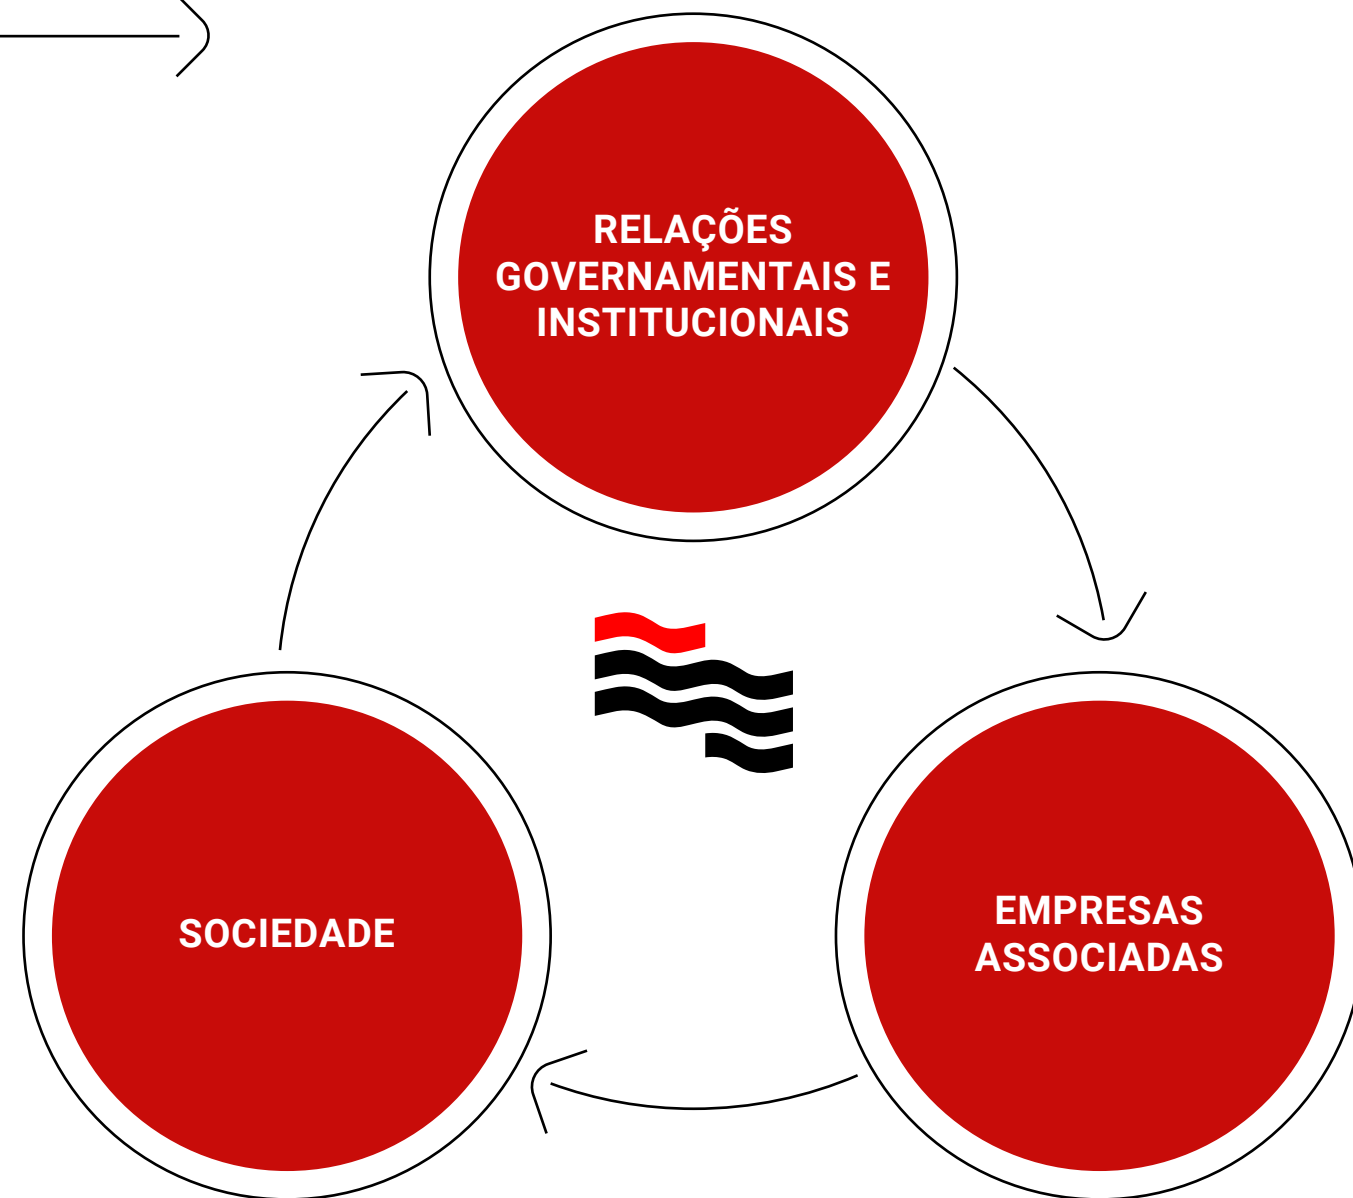 RELAÇÕES
GOVERNAMENTAIS E
INSTITUCIONAIS
SOCIEDADE
EMPRESAS
ASSOCIADAS